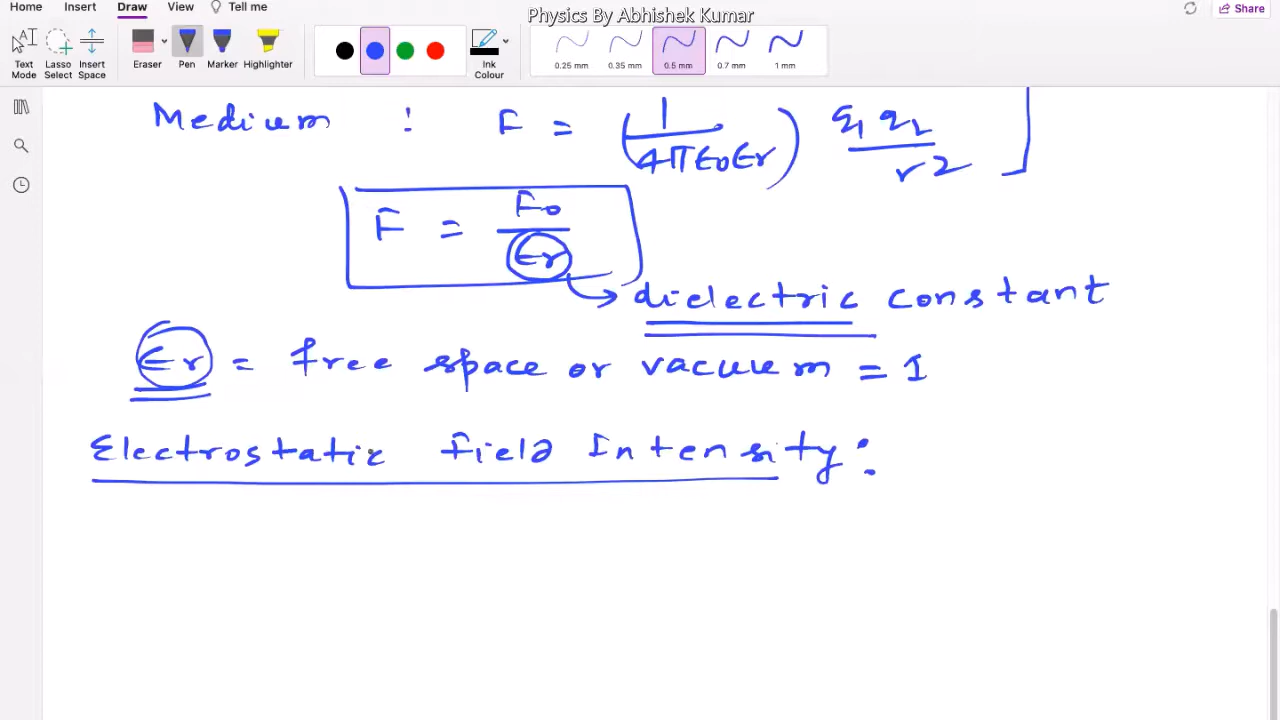 Physics By Abhishek Kumar
Home Insert Draw View Tell me
Share
Text Mode Lasso Select Insert Space Eraser Pen Marker Highlighter Ink Colour 0.25 mm 0.35 mm 0.5 mm 0.7 mm 1 mm
Medium : F = (1/4πε0εr) q1 q2/r2
F = F0/εr
→ dielectric constant
εr = free space or vacuum = 1
Electrostatic Field Intensity: